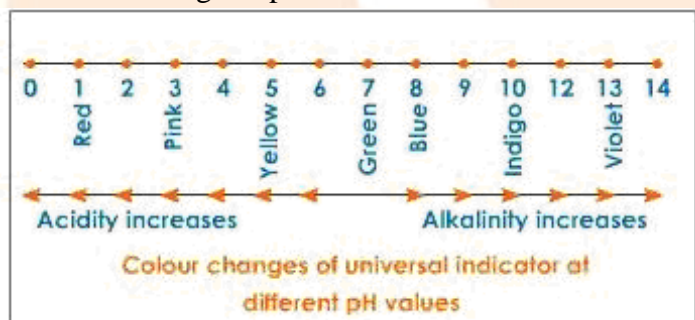 0 1 2 3 4 5 6 7 8 9 10 12 13 14
Red Pink Yellow Green Blue Indigo Violet
Acidity increases Alkalinity increases
Colour changes of universal indicator at
different pH values